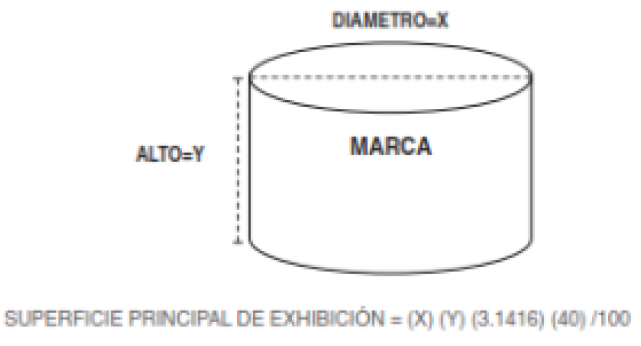 DIAMETRO=X
ALTO=Y
MARCA
SUPERFICIE PRINCIPAL DE EXHIBICIÓN = (X) (Y) (3.1416) (40) /100